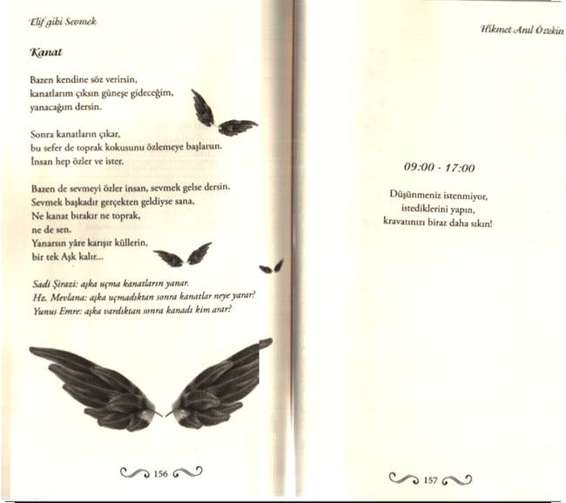 Elif gibi Sevmek
Kanat
Bazen kendine söz verirsin,
kanatlarım çıksın güneşe gideceğim,
yanacağım dersin.
Sonra kanatların çıkar,
bu sefer de toprak kokusunu özlemeye başlarsın.
İnsan hep özler ve ister.
Bazen de sevmeyi özler insan, sevmek gelse dersin.
Sevmek başkadır gerçekten geldiyse sana,
Ne kanat bırakır ne toprak,
ne de sen.
Yanarsın yâre karışır küllerin,
bir tek Aşk kalır...
Sadi Şirazi: aşka uçma kanatların yanar.
Hz. Mevlana: aşka uçmadıktan sonra kanatlar neye yarar?
Yunus Emre: aşka vardıktan sonra kanadı kim arar?
156
Hikmet Anıl Öztekin
09:00 - 17:00
Düşünmeniz istenmiyor,
istediklerini yapın,
kravatınızı biraz daha sıkın!
157